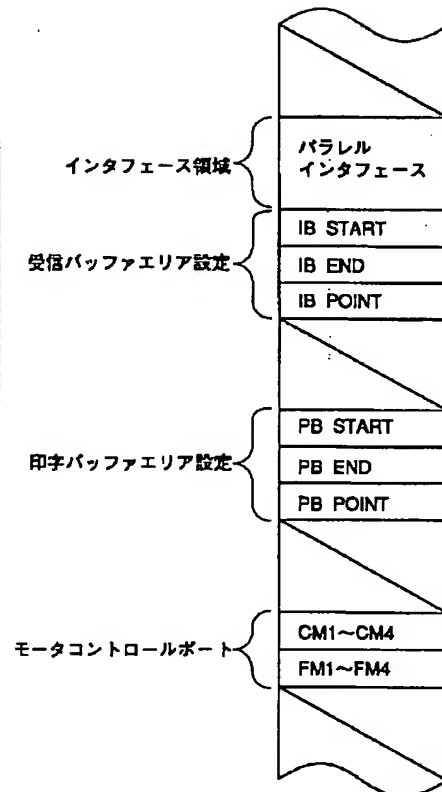 インタフェース領域
パラレル
インタフェース
受信バッファエリア設定
IB START
IB END
IB POINT
印字バッファエリア設定
PB START
PB END
PB POINT
モータコントロールポート
CM1～CM4
FM1～FM4